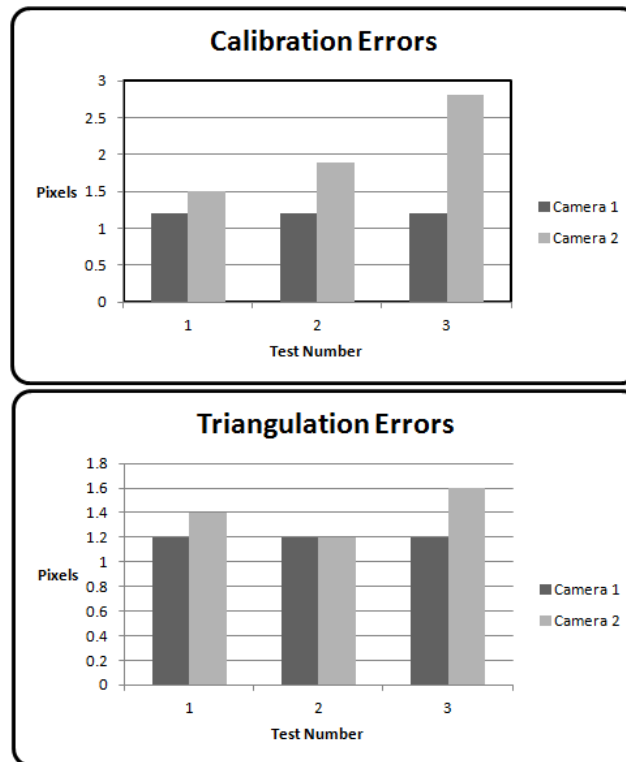 Calibration Errors
3
2.5
2
1.5
1
0.5
0
Pixels
1 2 3
Test Number
Camera 1
Camera 2
Triangulation Errors
1.8
1.6
1.4
1.2
1
0.8
0.6
0.4
0.2
0
Pixels
1 2 3
Test Number
Camera 1
Camera 2